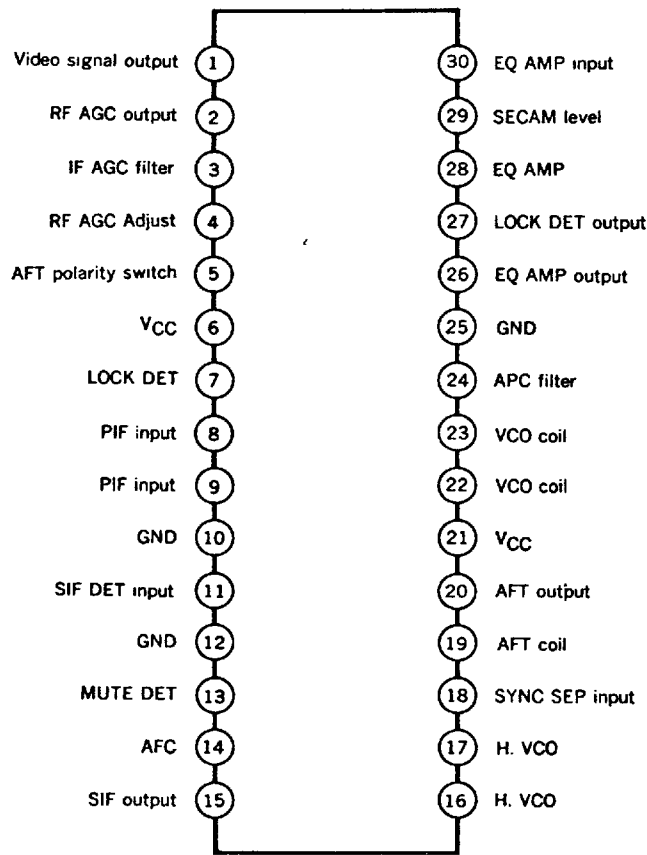 Video signal output 1 30 EQ AMP input
RF AGC output 2 29 SECAM level
IF AGC filter 3 28 EQ AMP
RF AGC Adjust 4 27 LOCK DET output
AFT polarity switch 5 26 EQ AMP output
VCC 6 25 GND
LOCK DET 7 24 APC filter
PIF input 8 23 VCO coil
PIF input 9 22 VCO coil
GND 10 21 VCC
SIF DET input 11 20 AFT output
GND 12 19 AFT coil
MUTE DET 13 18 SYNC SEP input
AFC 14 17 H. VCO
SIF output 15 16 H. VCO